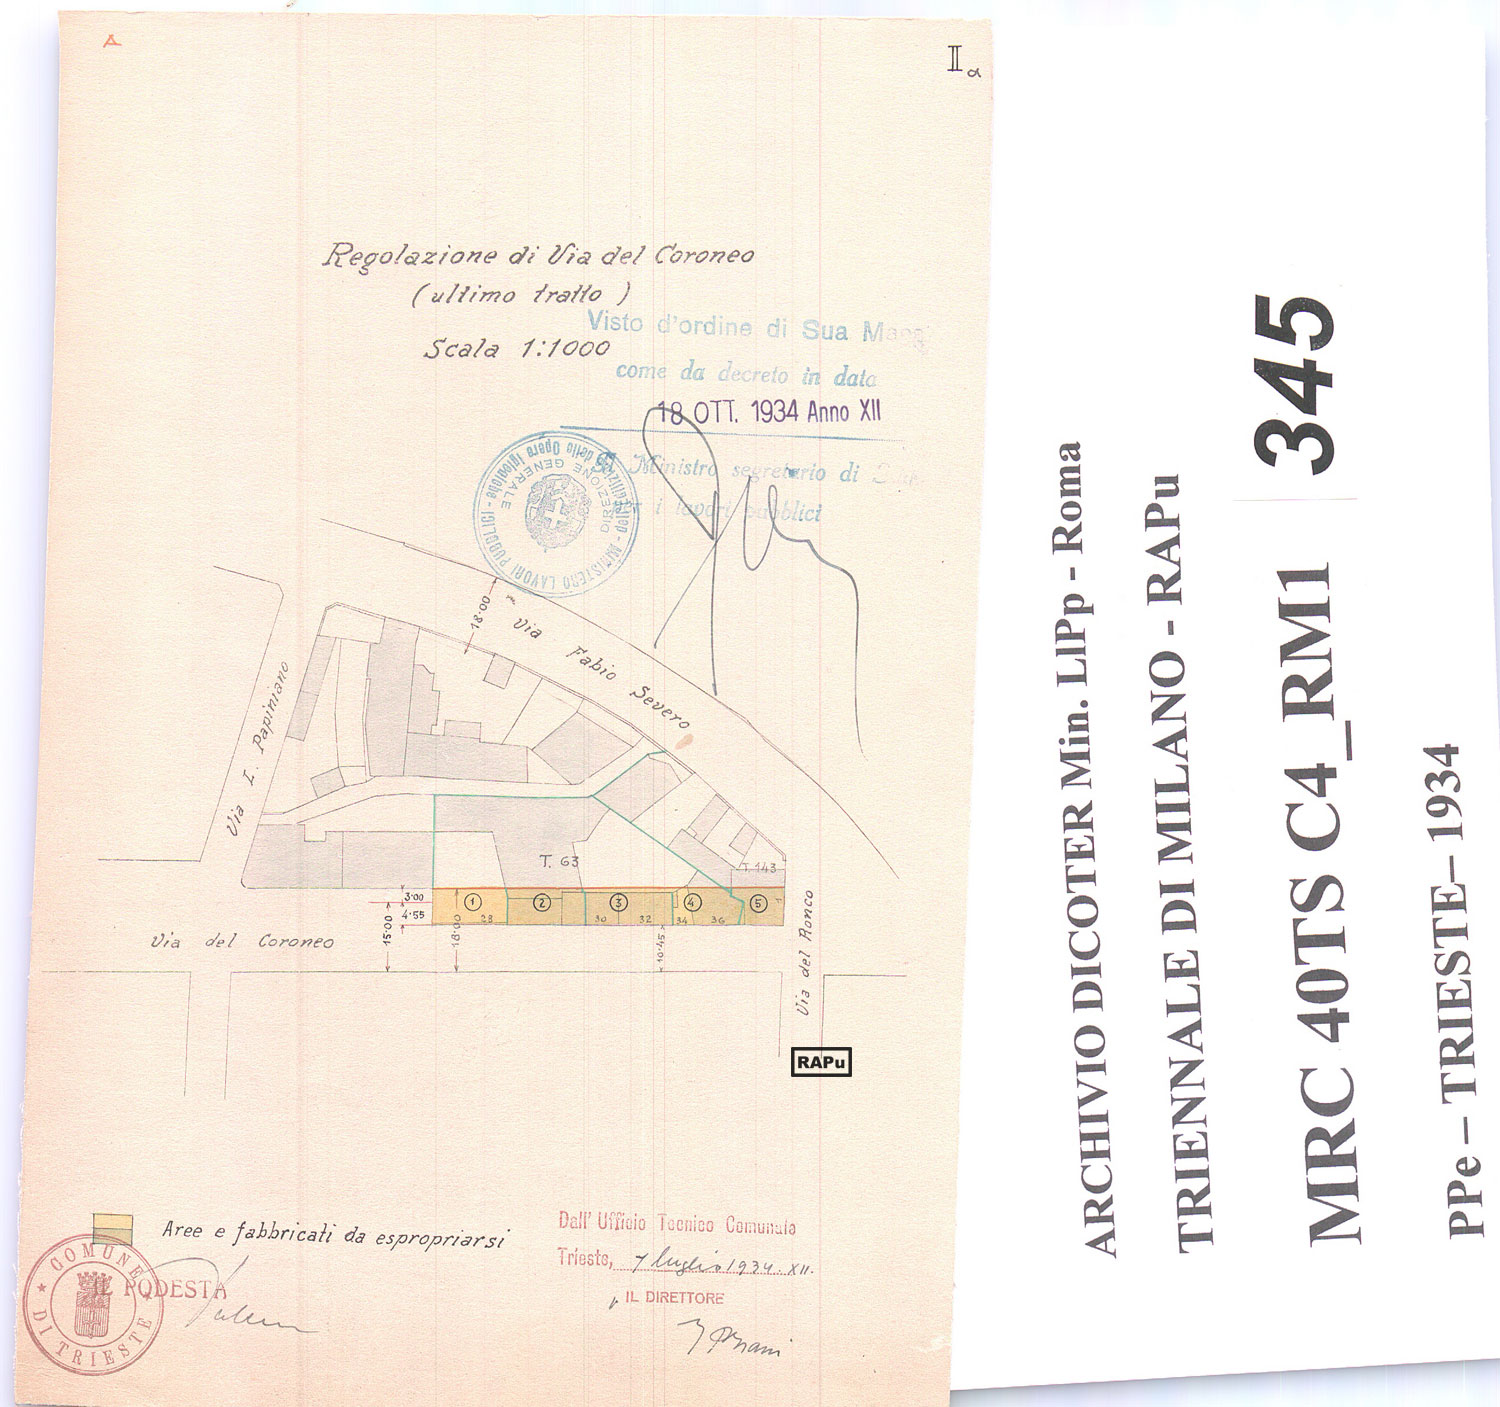 A
IIa
Regolazione di Via del Coroneo
(ultimo tratto)
Scala 1:1000
Visto d'ordine di Sua
come da decreto in data
18 OTT. 1934 Anno XII
Ministro segretario di
i lavori pubblici
MINISTERO LAVORI PUBBLICI
DIREZIONE GENERALE
delle Opere Igieniche
18.00
Via Fabio Severo
Via L. Papiniano
T. 63
T. 143
3.00
4.55
15.00
18.00
10.45
1 2 3 4 5
28 30 32 34 36
Via del Coroneo
Via del Ronco
RAPu
Aree e fabbricati da espropriarsi
COMUNE DI TRIESTE
IL PODESTA
Dall' Ufficio Tecnico Comunale
Trieste, 7 luglio 1934. XII.
IL DIRETTORE
ARCHIVIO DICOTER Min. LlPp - Roma
TRIENNALE DI MILANO - RAPu
MRC 40TS C4_RM1 345
PPe – TRIESTE – 1934